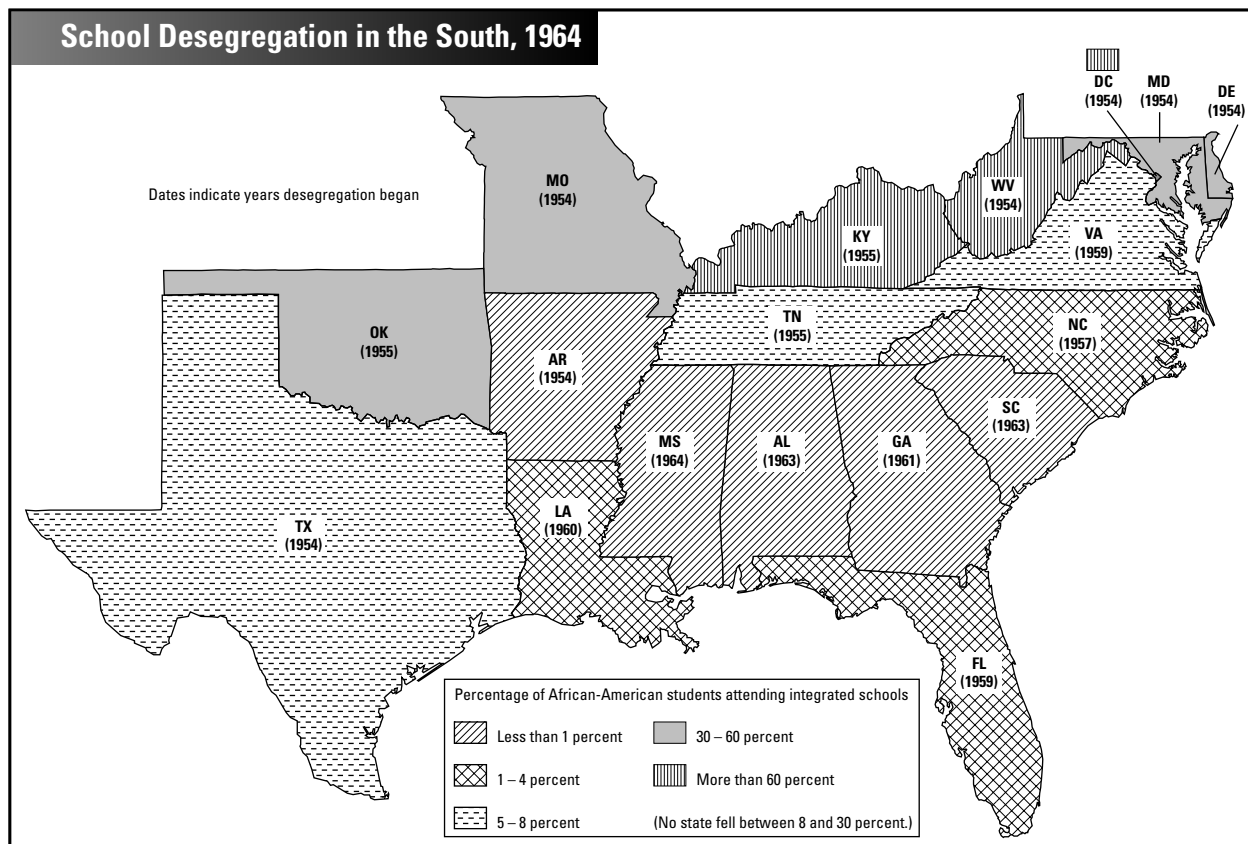 School Desegregation in the South, 1964
Dates indicate years desegregation began
DC
(1954)
MD
(1954)
DE
(1954)
MO
(1954)
WV
(1954)
KY
(1955)
VA
(1959)
OK
(1955)
AR
(1954)
TN
(1955)
NC
(1957)
TX
(1954)
LA
(1960)
MS
(1964)
AL
(1963)
GA
(1961)
SC
(1963)
FL
(1959)
Percentage of African-American students attending integrated schools
Less than 1 percent
1 – 4 percent
5 – 8 percent
30 – 60 percent
More than 60 percent
(No state fell between 8 and 30 percent.)